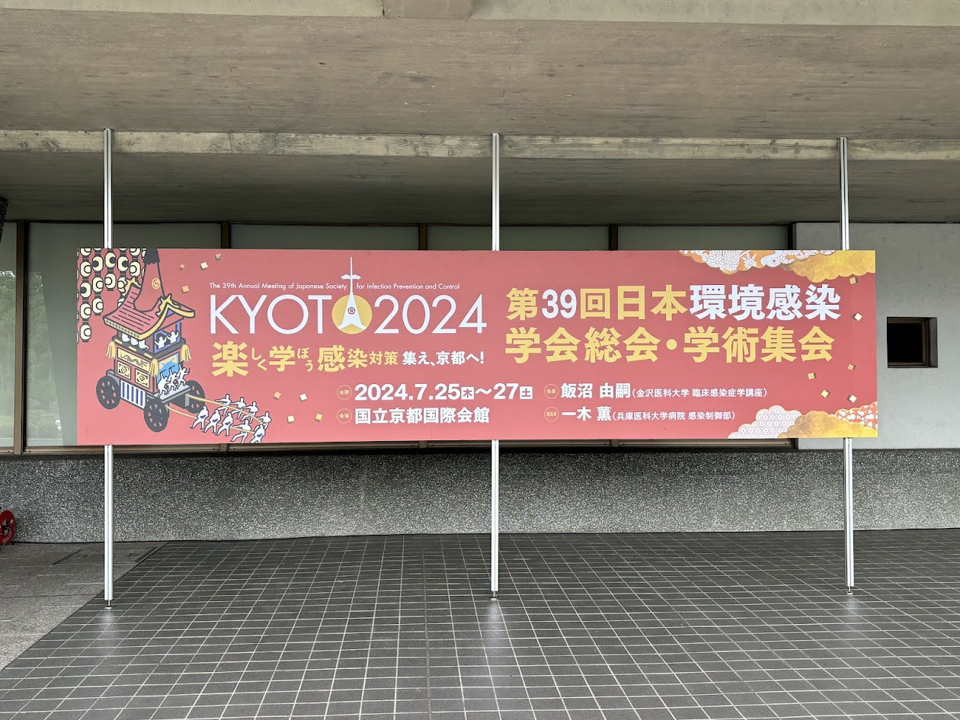 The 39th Annual Meeting of Japanese Society for Infection Prevention and Control
KYOTO 2024
楽しく学ぼう感染対策 集え、京都へ!
会期 2024.7.25木～27土
会場 国立京都国際会館
第39回日本環境感染
学会総会・学術集会
会長 飯沼 由嗣(金沢医科大学 臨床感染症学講座)
一木 薫(兵庫医科大学病院 感染制御部)